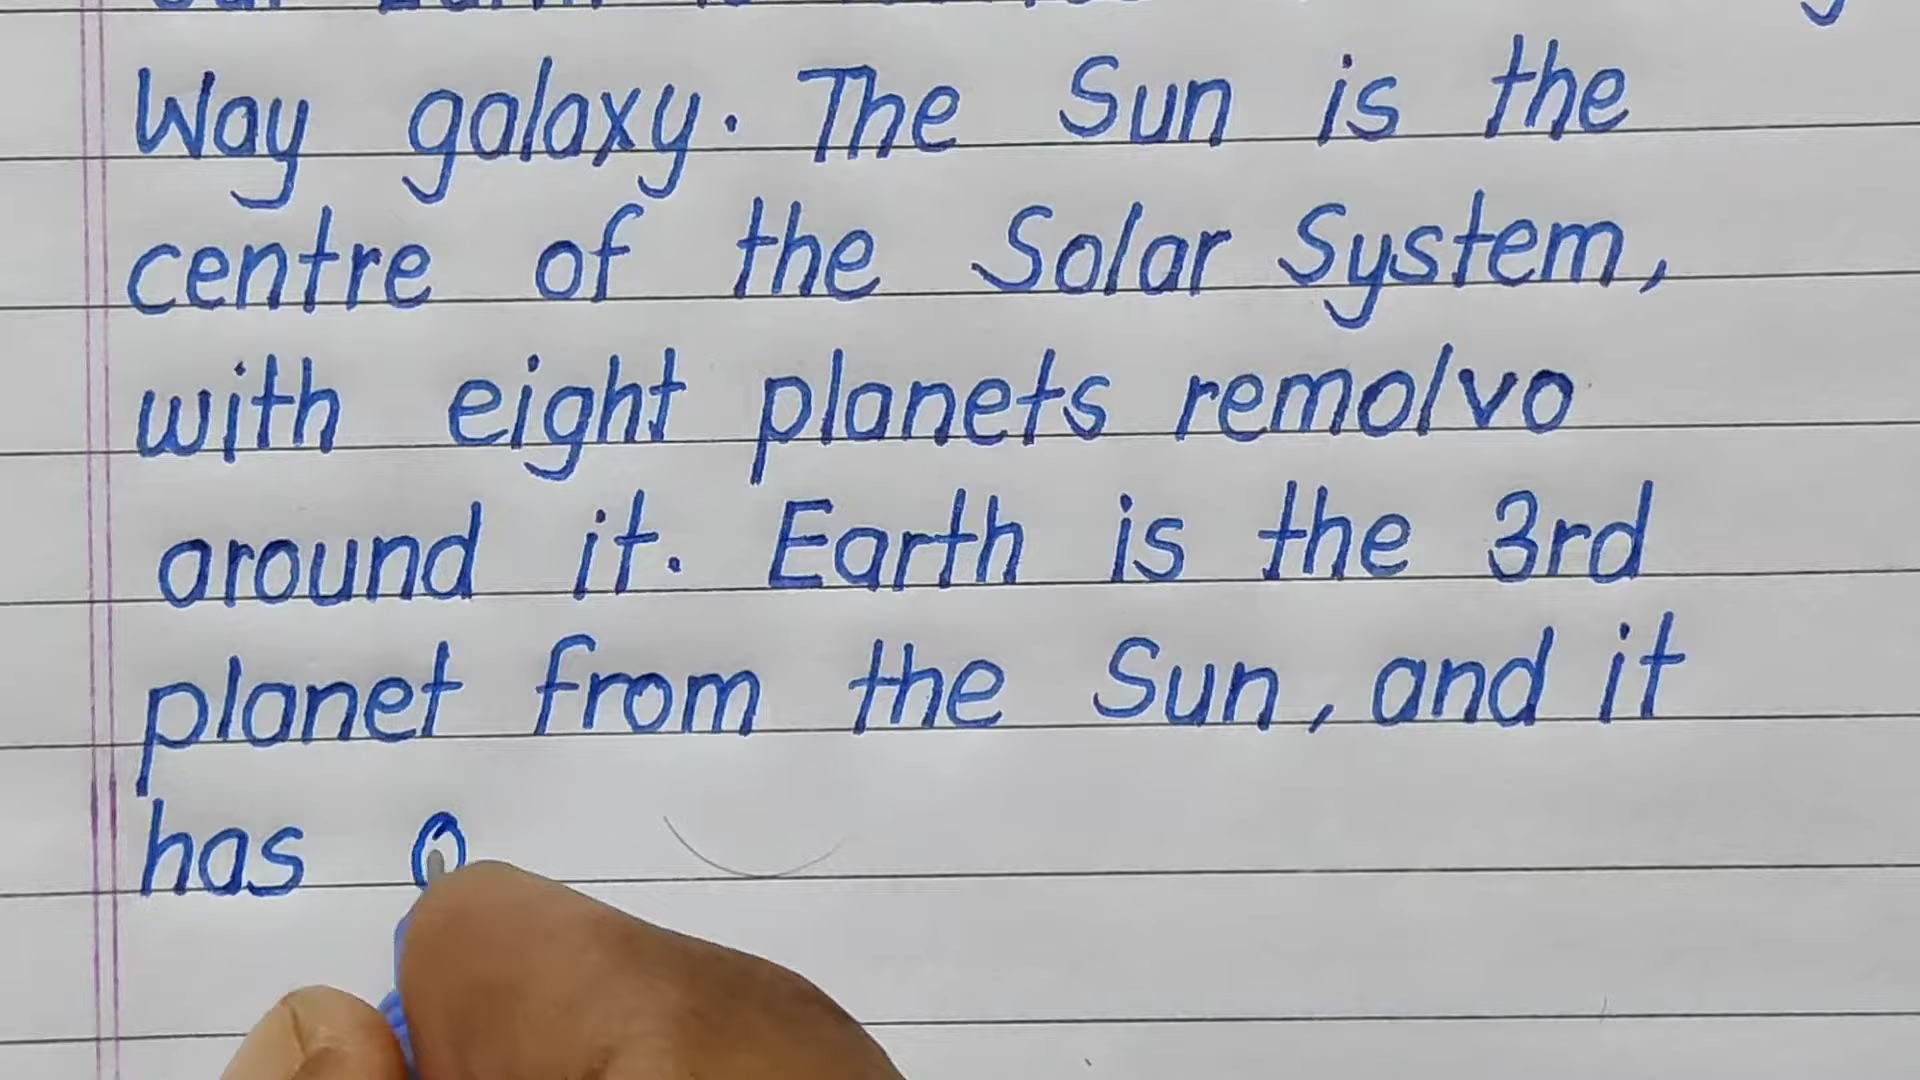 Way galaxy. The Sun is the
centre of the Solar System,
with eight planets remolvo
around it. Earth is the 3rd
planet from the Sun, and it
has